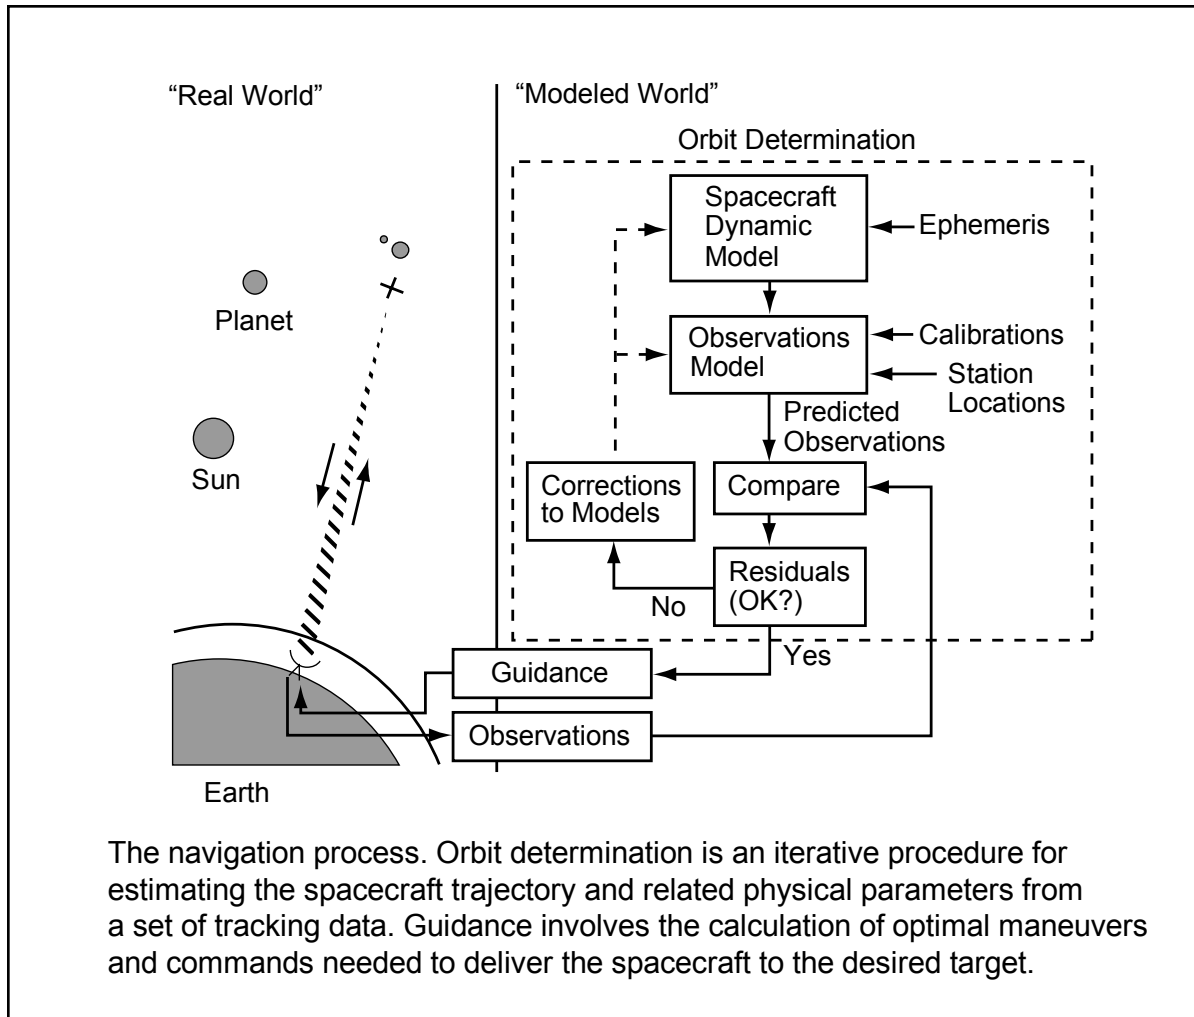 “Real World”
“Modeled World”
Orbit Determination
Spacecraft
Dynamic
Model
Ephemeris
Planet
Observations
Model
Calibrations
Station
Locations
Predicted
Observations
Sun
Corrections
to Models
Compare
Residuals
(OK?)
No
Yes
Guidance
Observations
Earth
The navigation process. Orbit determination is an iterative procedure for
estimating the spacecraft trajectory and related physical parameters from
a set of tracking data. Guidance involves the calculation of optimal maneuvers
and commands needed to deliver the spacecraft to the desired target.